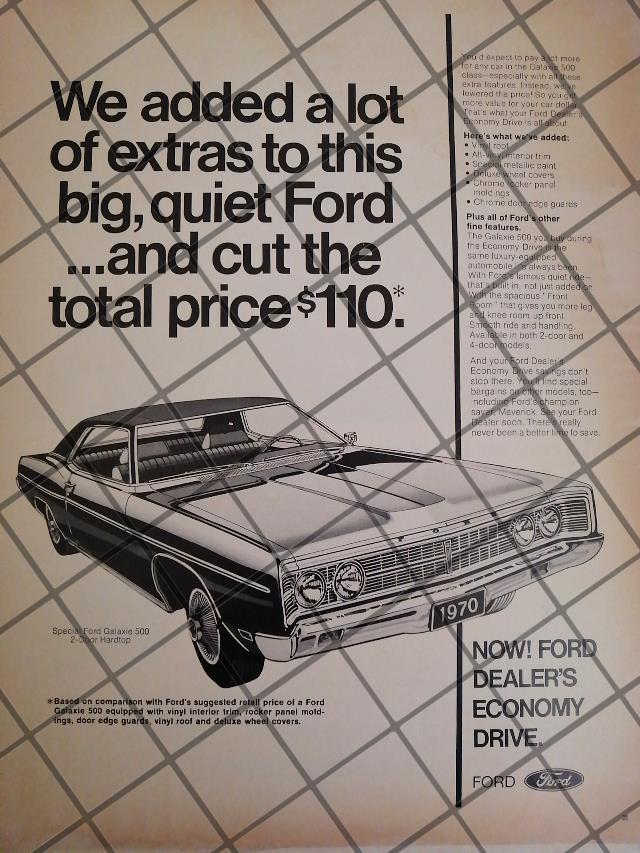 We added a lot
of extras to this
big, quiet Ford
...and cut the
total price $110.*
You'd expect to pay a lot more
for any car in the Galaxie 500
class—especially with all these
extra features. Instead, we've
lowered the price! So you get
more value for your car dollar.
That's what your Ford Dealer's
Economy Drive is all about.
Here's what we've added:
• Vinyl roof
• All-vinyl interior trim
• Special metallic paint
• Deluxe wheel covers
• Chrome rocker panel
moldings
• Chrome door edge guards
Plus all of Ford's other
fine features.
The Galaxie 500 you buy during
the Economy Drive is the
same luxury-equipped
automobile it's always been.
With Ford's famous quiet ride—
that's built in, not just added on.
With the spacious "Front
Room" that gives you more leg
and knee room up front.
Smooth ride and handling.
Available in both 2-door and
4-door models.
And your Ford Dealer's
Economy Drive savings don't
stop there. You'll find special
bargains on other models, too—
including Ford's champion
saver, Maverick. See your Ford
Dealer soon. There's really
never been a better time to save.
FORD
1970
Special Ford Galaxie 500
2-Door Hardtop
*Based on comparison with Ford's suggested retail price of a Ford
Galaxie 500 equipped with vinyl interior trim, rocker panel mold-
ings, door edge guards, vinyl roof and deluxe wheel covers.
NOW! FORD
DEALER'S
ECONOMY
DRIVE.
FORD Ford